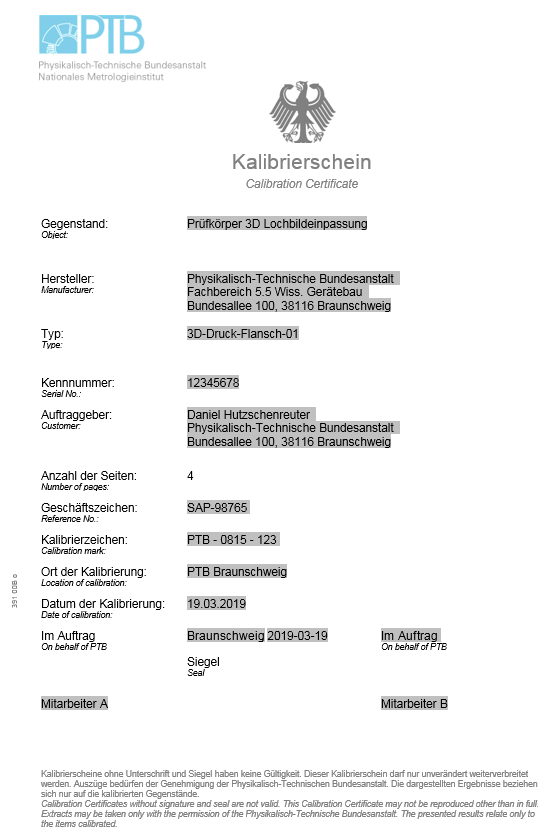 PTB
Physikalisch-Technische Bundesanstalt
Nationales Metrologieinstitut
Kalibrierschein
Calibration Certificate
Gegenstand: Prüfkörper 3D Lochbildeinpassung
Object:
Hersteller: Physikalisch-Technische Bundesanstalt
Manufacturer: Fachbereich 5.5 Wiss. Gerätebau
Bundesallee 100, 38116 Braunschweig
Typ: 3D-Druck-Flansch-01
Type:
Kennnummer: 12345678
Serial No.:
Auftraggeber: Daniel Hutzschenreuter
Customer: Physikalisch-Technische Bundesanstalt
Bundesallee 100, 38116 Braunschweig
Anzahl der Seiten: 4
Number of pages:
Geschäftszeichen: SAP-98765
Reference No.:
Kalibrierzeichen: PTB - 0815 - 123
Calibration mark:
Ort der Kalibrierung: PTB Braunschweig
Location of calibration:
Datum der Kalibrierung: 19.03.2019
Date of calibration:
Im Auftrag Braunschweig 2019-03-19 Im Auftrag
On behalf of PTB On behalf of PTB
Siegel
Seal
Mitarbeiter A Mitarbeiter B
Kalibrierscheine ohne Unterschrift und Siegel haben keine Gültigkeit. Dieser Kalibrierschein darf nur unverändert weiterverbreitet
werden. Auszüge bedürfen der Genehmigung der Physikalisch-Technischen Bundesanstalt. Die dargestellten Ergebnisse beziehen
sich nur auf die kalibrierten Gegenstände.
Calibration Certificates without signature and seal are not valid. This Calibration Certificate may not be reproduced other than in full.
Extracts may be taken only with the permission of the Physikalisch-Technische Bundesanstalt. The presented results relate only to
the items calibrated.